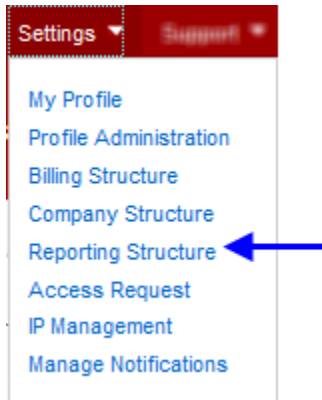 Settings
My Profile
Profile Administration
Billing Structure
Company Structure
Reporting Structure
Access Request
IP Management
Manage Notifications